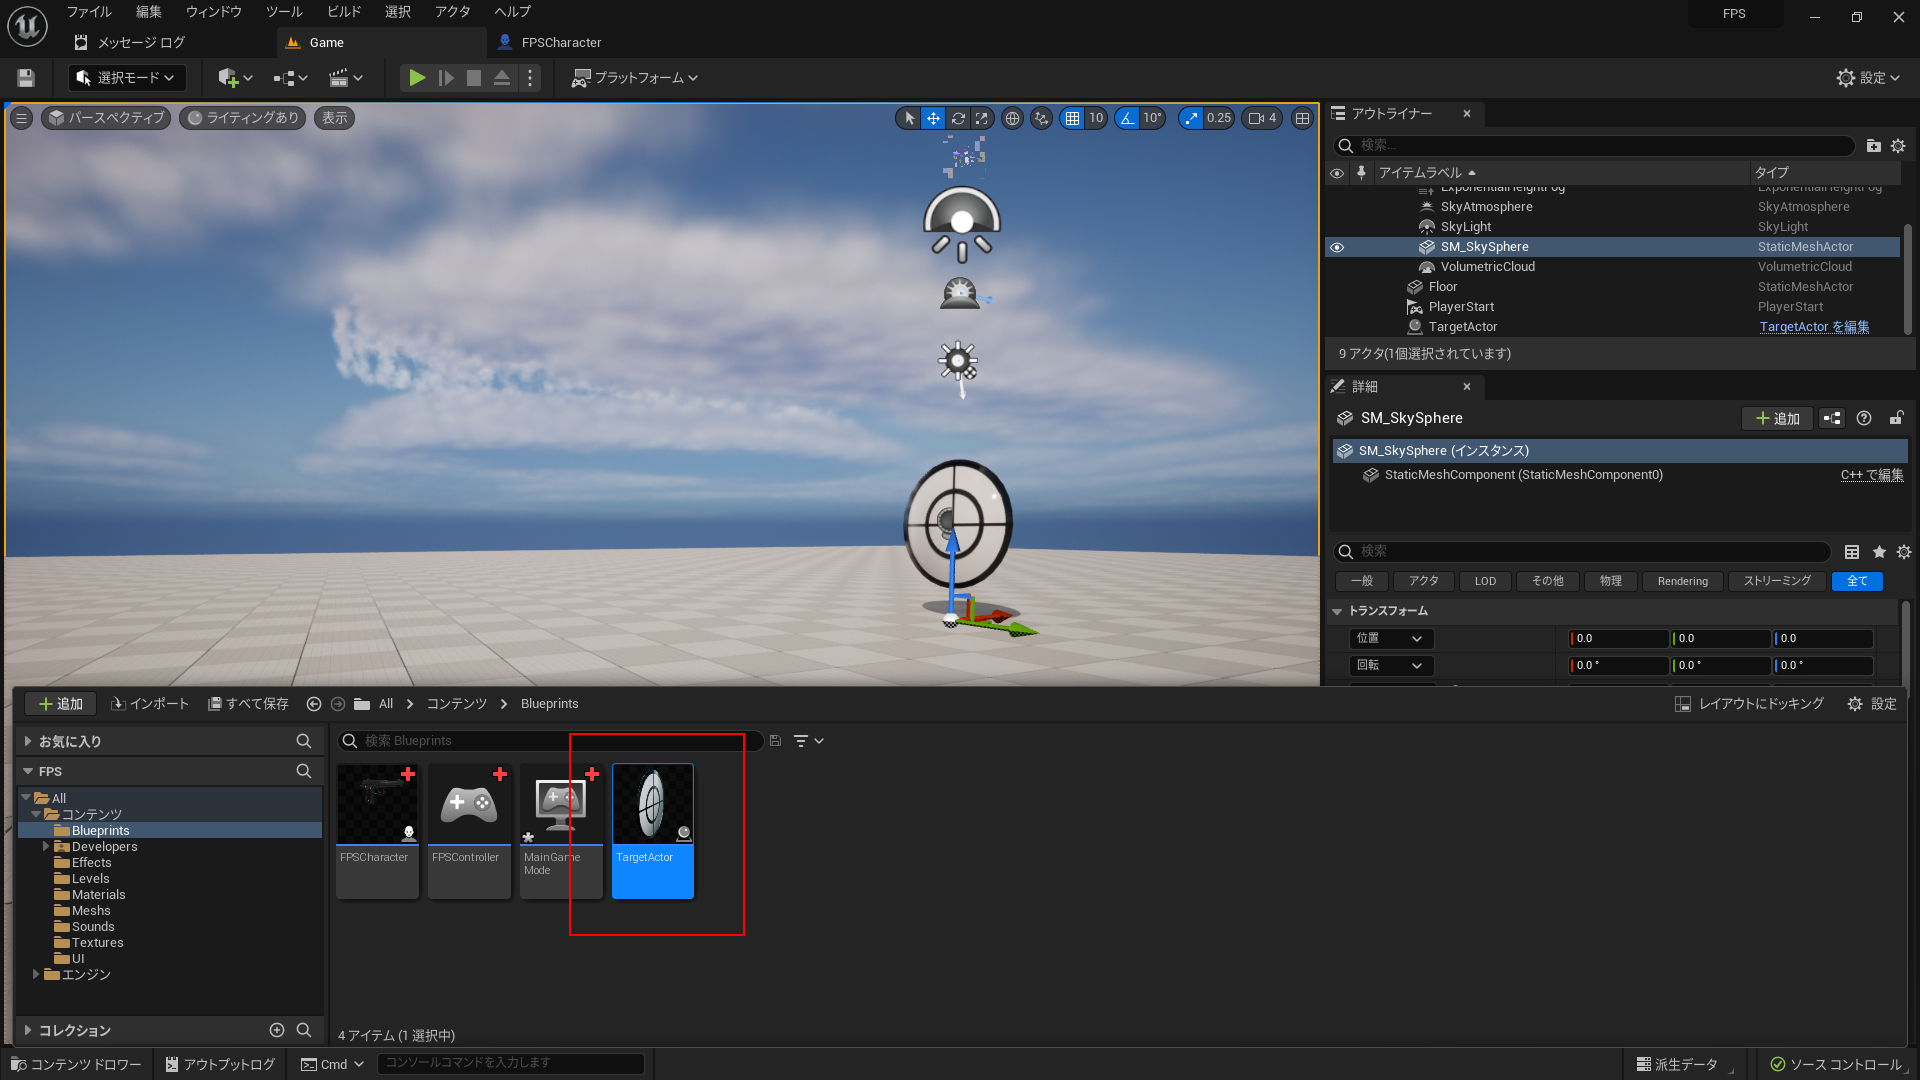 ファイル 編集 ウィンドウ ツール ビルド 選択 アクタ ヘルプ
FPS
メッセージ ログ
Game
FPSCharacter
選択モード
プラットフォーム
設定
パースペクティブ
ライティングあり
表示
10
10°
0.25
4
アウトライナー
検索...
アイテムラベル
タイプ
ExponentialHeightFog ExponentialHeightFog
SkyAtmosphere SkyAtmosphere
SkyLight SkyLight
SM_SkySphere StaticMeshActor
VolumetricCloud VolumetricCloud
Floor StaticMeshActor
PlayerStart PlayerStart
TargetActor TargetActor を編集
9 アクタ(1個選択されています)
詳細
SM_SkySphere
追加
SM_SkySphere (インスタンス)
StaticMeshComponent (StaticMeshComponent0) C++ で編集
検索
一般 アクタ LOD その他 物理 Rendering ストリーミング 全て
トランスフォーム
位置 0.0 0.0 0.0
回転 0.0 ° 0.0 ° 0.0 °
追加 インポート すべて保存 All コンテンツ Blueprints
レイアウトにドッキング 設定
お気に入り
検索 Blueprints
FPS
All
コンテンツ
Blueprints
Developers
Effects
Levels
Materials
Meshs
Sounds
Textures
UI
エンジン
コレクション
FPSCharacter
FPSController
MainGame
Mode
TargetActor
4 アイテム (1 選択中)
コンテンツ ドロワー アウトプットログ Cmd コンソールコマンドを入力します
派生データ ソース コントロール